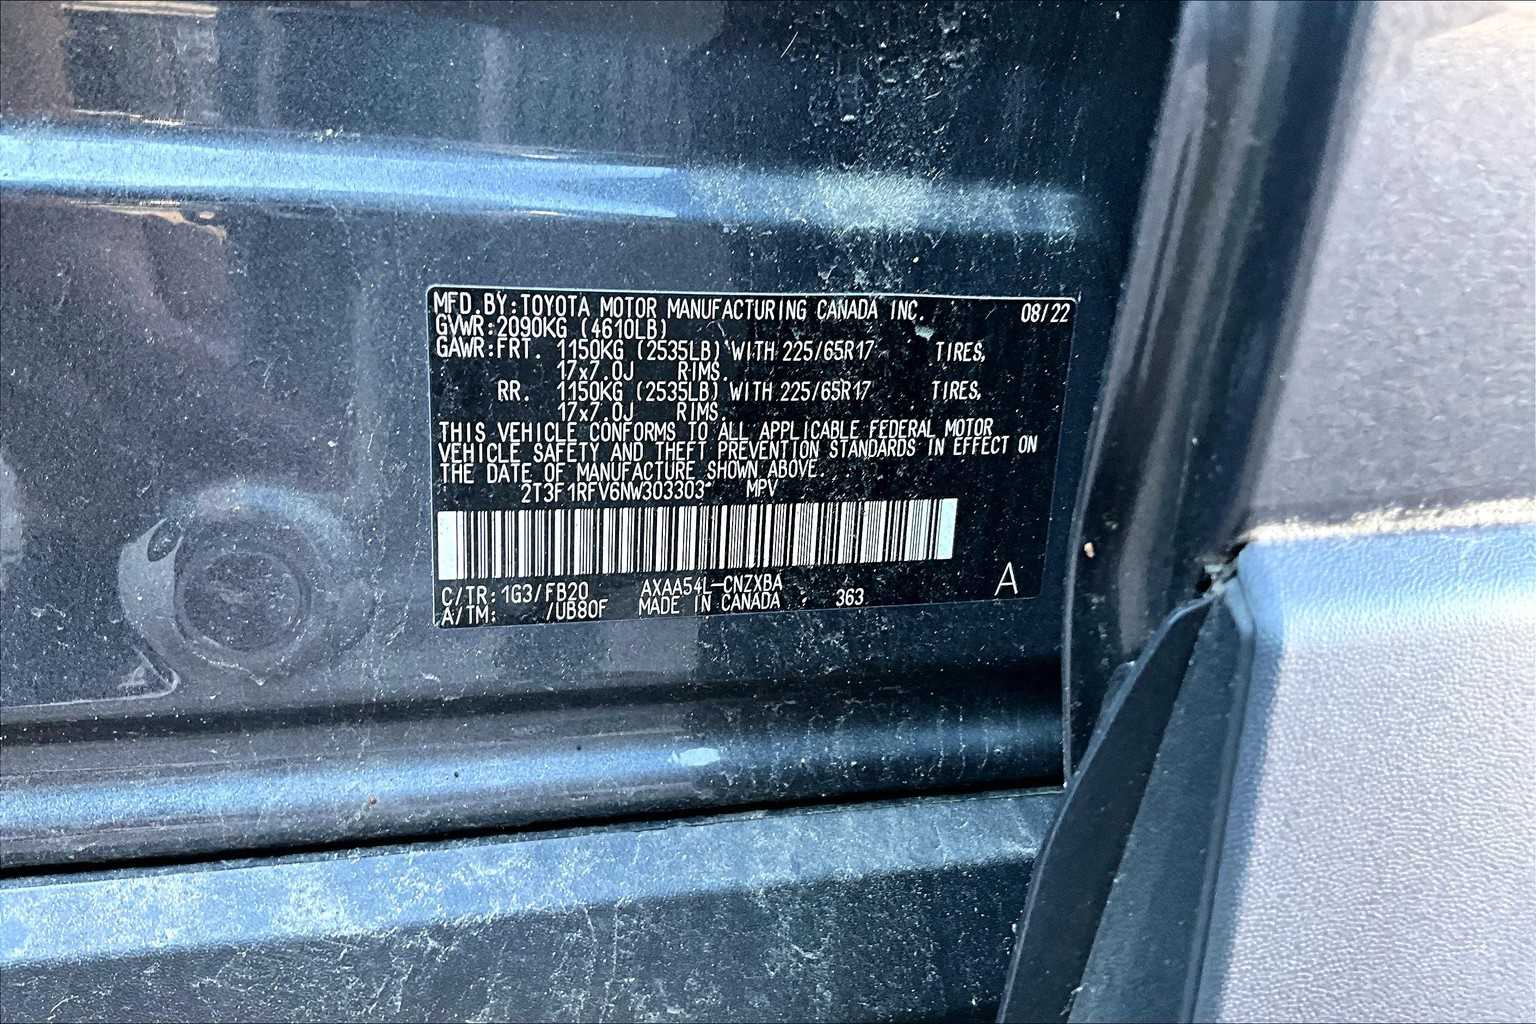 MFD.BY:TOYOTA MOTOR MANUFACTURING CANADA INC. 08/22
GVWR:2090KG (4610LB)
GAWR:FRT. 1150KG (2535LB) WITH 225/65R17 TIRES,
17x7.0J RIMS.
RR. 1150KG (2535LB) WITH 225/65R17 TIRES,
17x7.0J RIMS.
THIS VEHICLE CONFORMS TO ALL APPLICABLE FEDERAL MOTOR
VEHICLE SAFETY AND THEFT PREVENTION STANDARDS IN EFFECT ON
THE DATE OF MANUFACTURE SHOWN ABOVE.
2T3F1RFV6NW303303 MPV
C/TR:1G3/FB20 AXAA54L-CNZXBA A
A/TM: /UB80F MADE IN CANADA 363